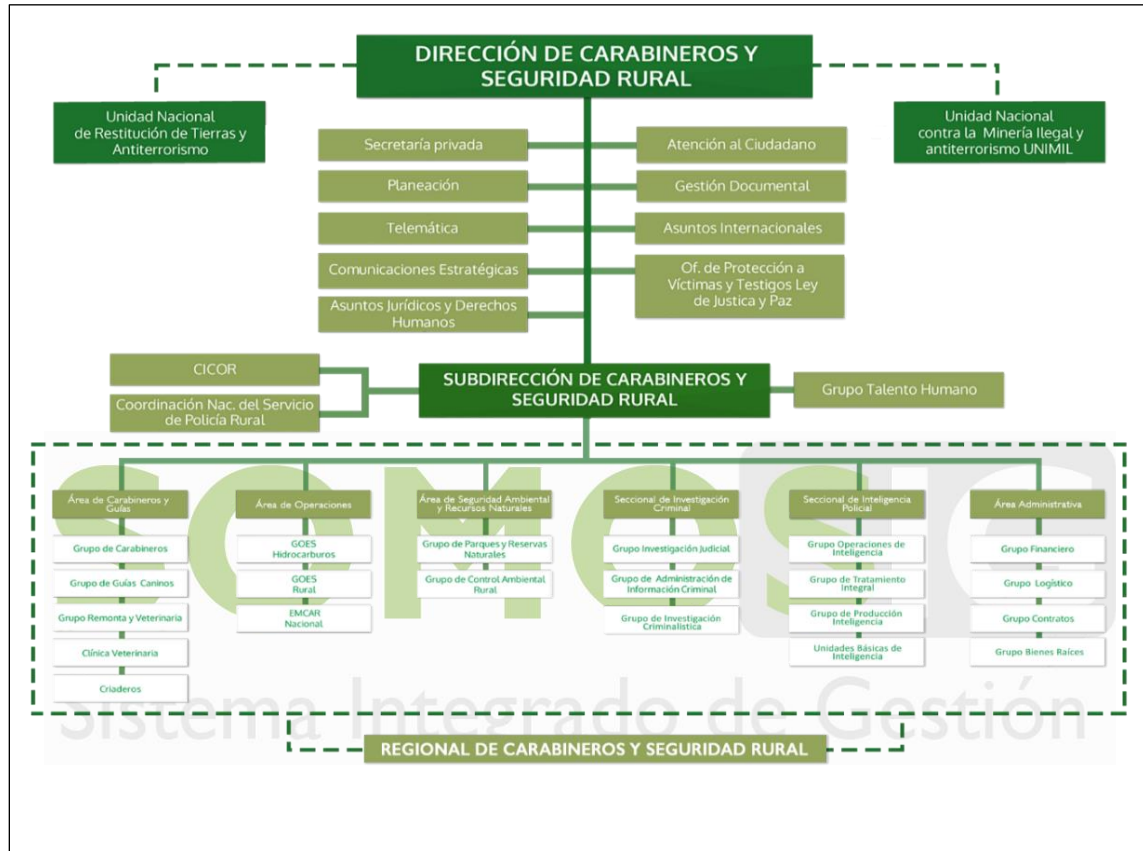 DIRECCIÓN DE CARABINEROS Y
SEGURIDAD RURAL
Unidad Nacional
de Restitución de Tierras y
Antiterrorismo
Unidad Nacional
contra la Minería Ilegal y
antiterrorismo UNIMIL
Secretaría privada
Atención al Ciudadano
Planeación
Gestión Documental
Telemática
Asuntos Internacionales
Comunicaciones Estratégicas
Of. de Protección a
Víctimas y Testigos Ley
de Justica y Paz
Asuntos Jurídicos y Derechos
Humanos
CICOR
Coordinación Nac. del Servicio
de Policía Rural
SUBDIRECCIÓN DE CARABINEROS Y
SEGURIDAD RURAL
Grupo Talento Humano
SOMOSIG
Área de Carabineros y
Guías
Grupo de Carabineros
Grupo de Guías Caninos
Grupo Remonta y Veterinaria
Clínica Veterinaria
Criaderos
Área de Operaciones
GOES
Hidrocarburos
GOES
Rural
EMCAR
Nacional
Área de Seguridad Ambiental
y Recursos Naturales
Grupo de Parques y Reservas
Naturales
Grupo de Control Ambiental
Rural
Seccional de Investigación
Criminal
Grupo Investigación Judicial
Grupo de Administración de
Información Criminal
Grupo de Investigación
Criminalística
Seccional de Inteligencia
Policial
Grupo Operaciones de
Inteligencia
Grupo de Tratamiento
Integral
Grupo de Producción
Inteligencia
Unidades Básicas de
Inteligencia
Área Administrativa
Grupo Financiero
Grupo Logístico
Grupo Contratos
Grupo Bienes Raíces
Sistema Integrado de Gestión
REGIONAL DE CARABINEROS Y SEGURIDAD RURAL